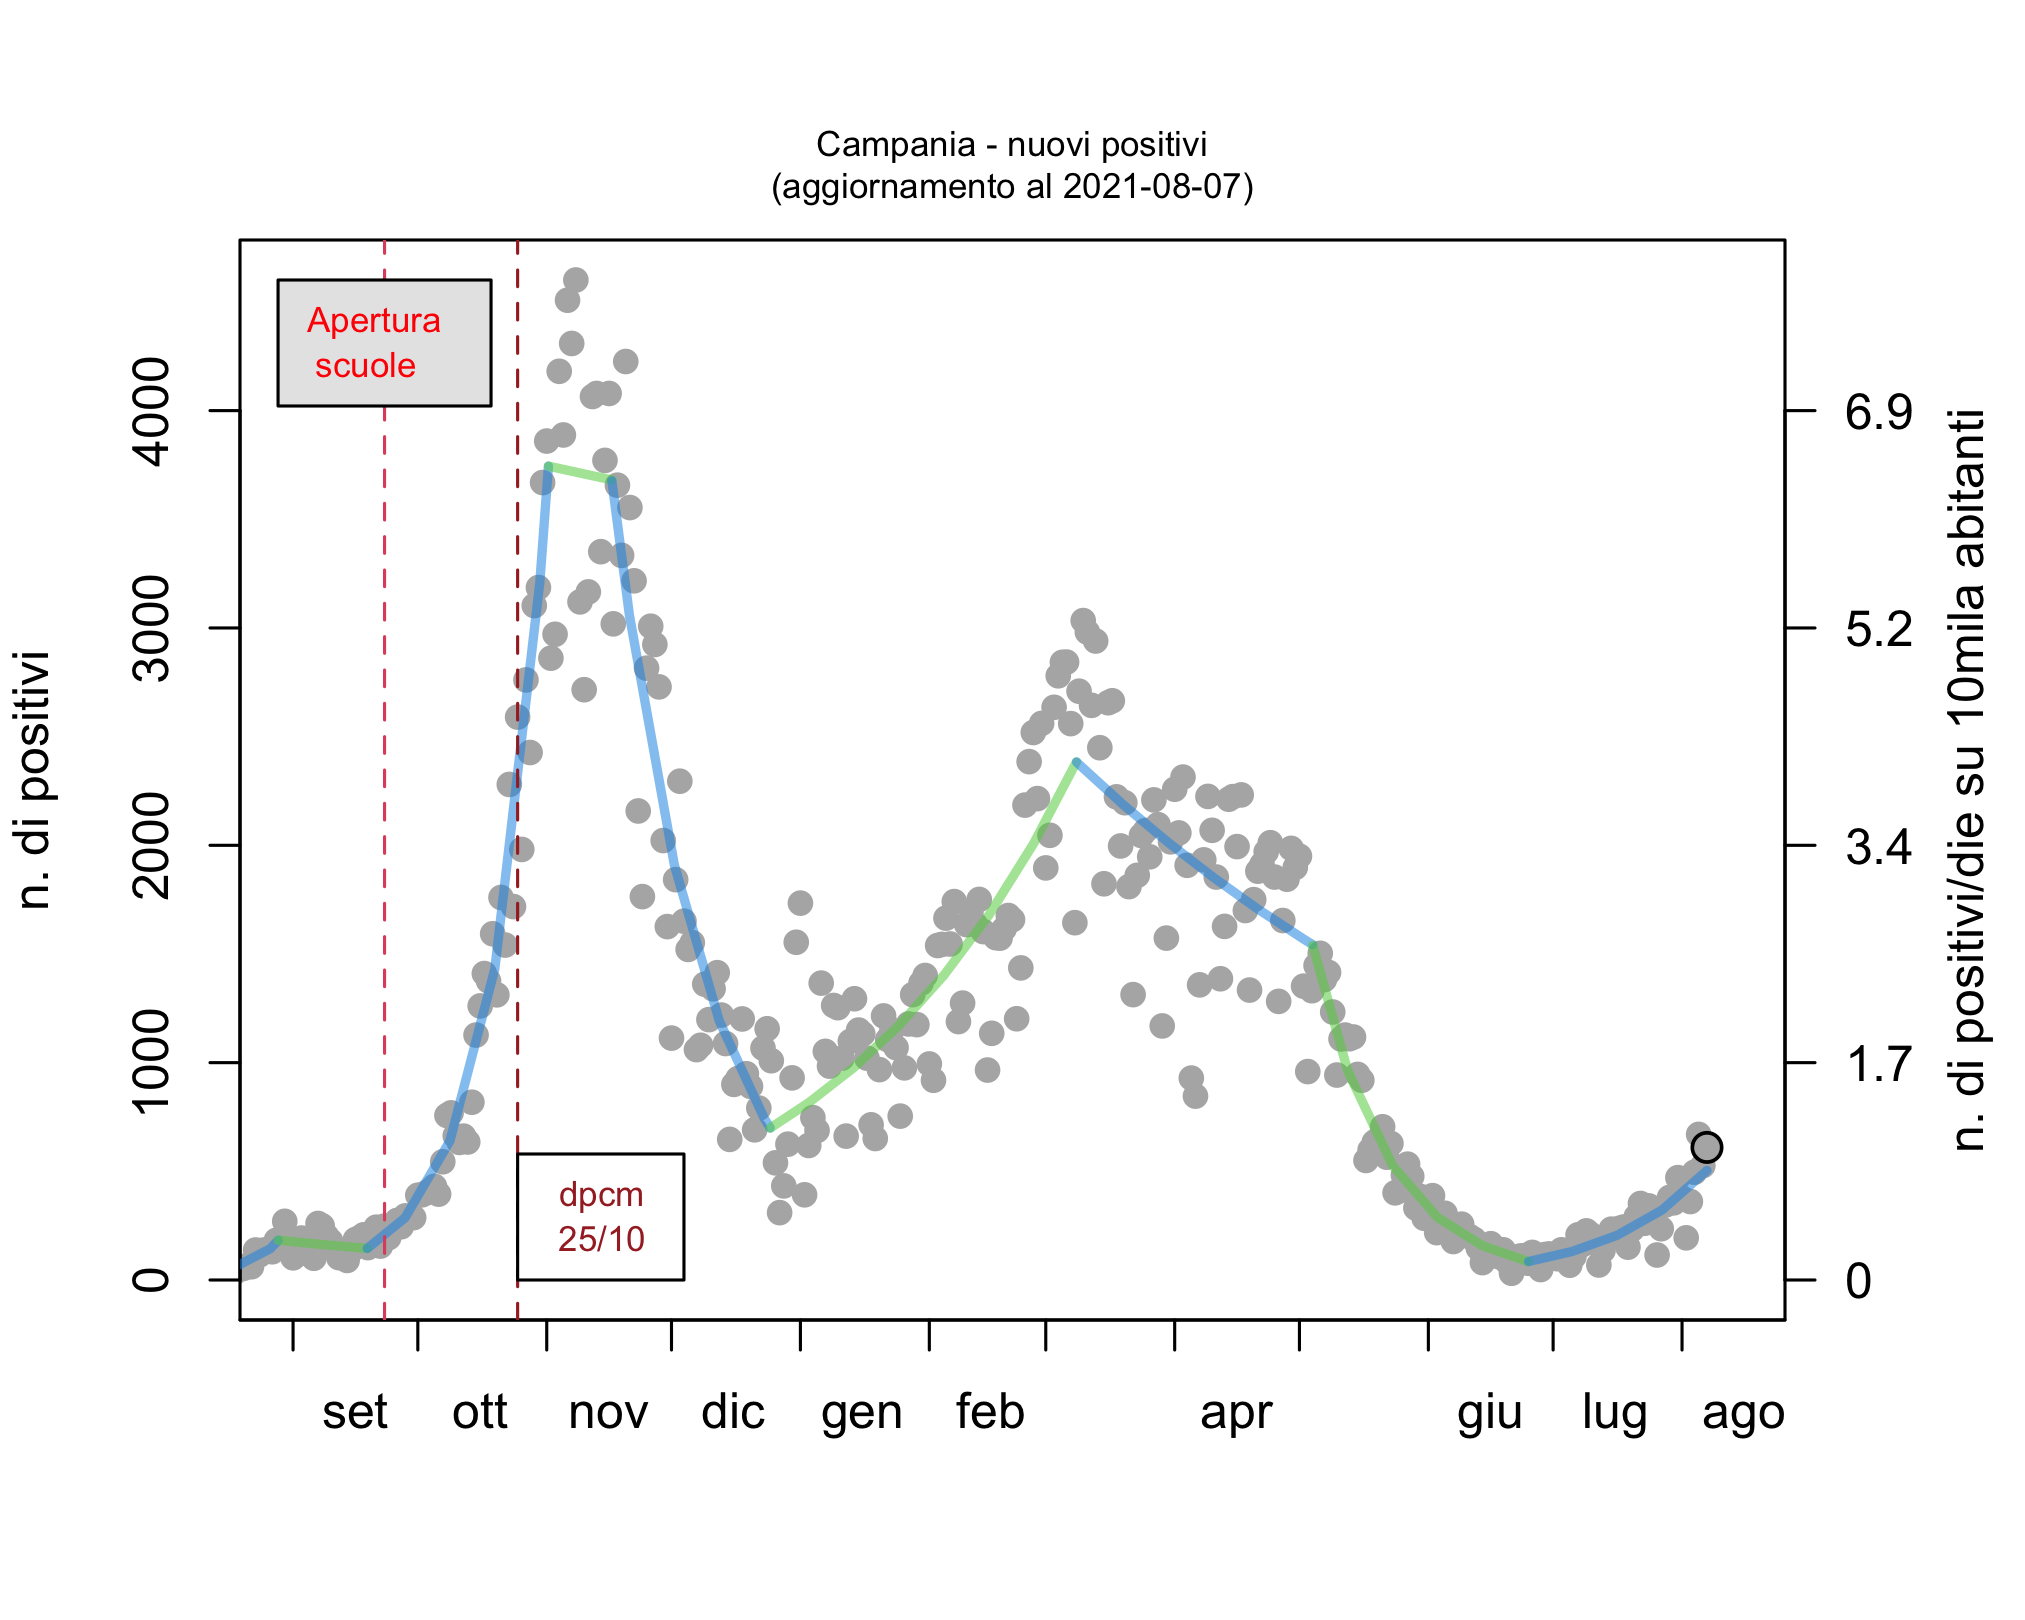 Campania - nuovi positivi
(aggiornamento al 2021-08-07)
Apertura
scuole
dpcm
25/10
n. di positivi
0
1000
2000
3000
4000
n. di positivi/die su 10mila abitanti
0
1.7
3.4
5.2
6.9
set ott nov dic gen feb apr giu lug ago